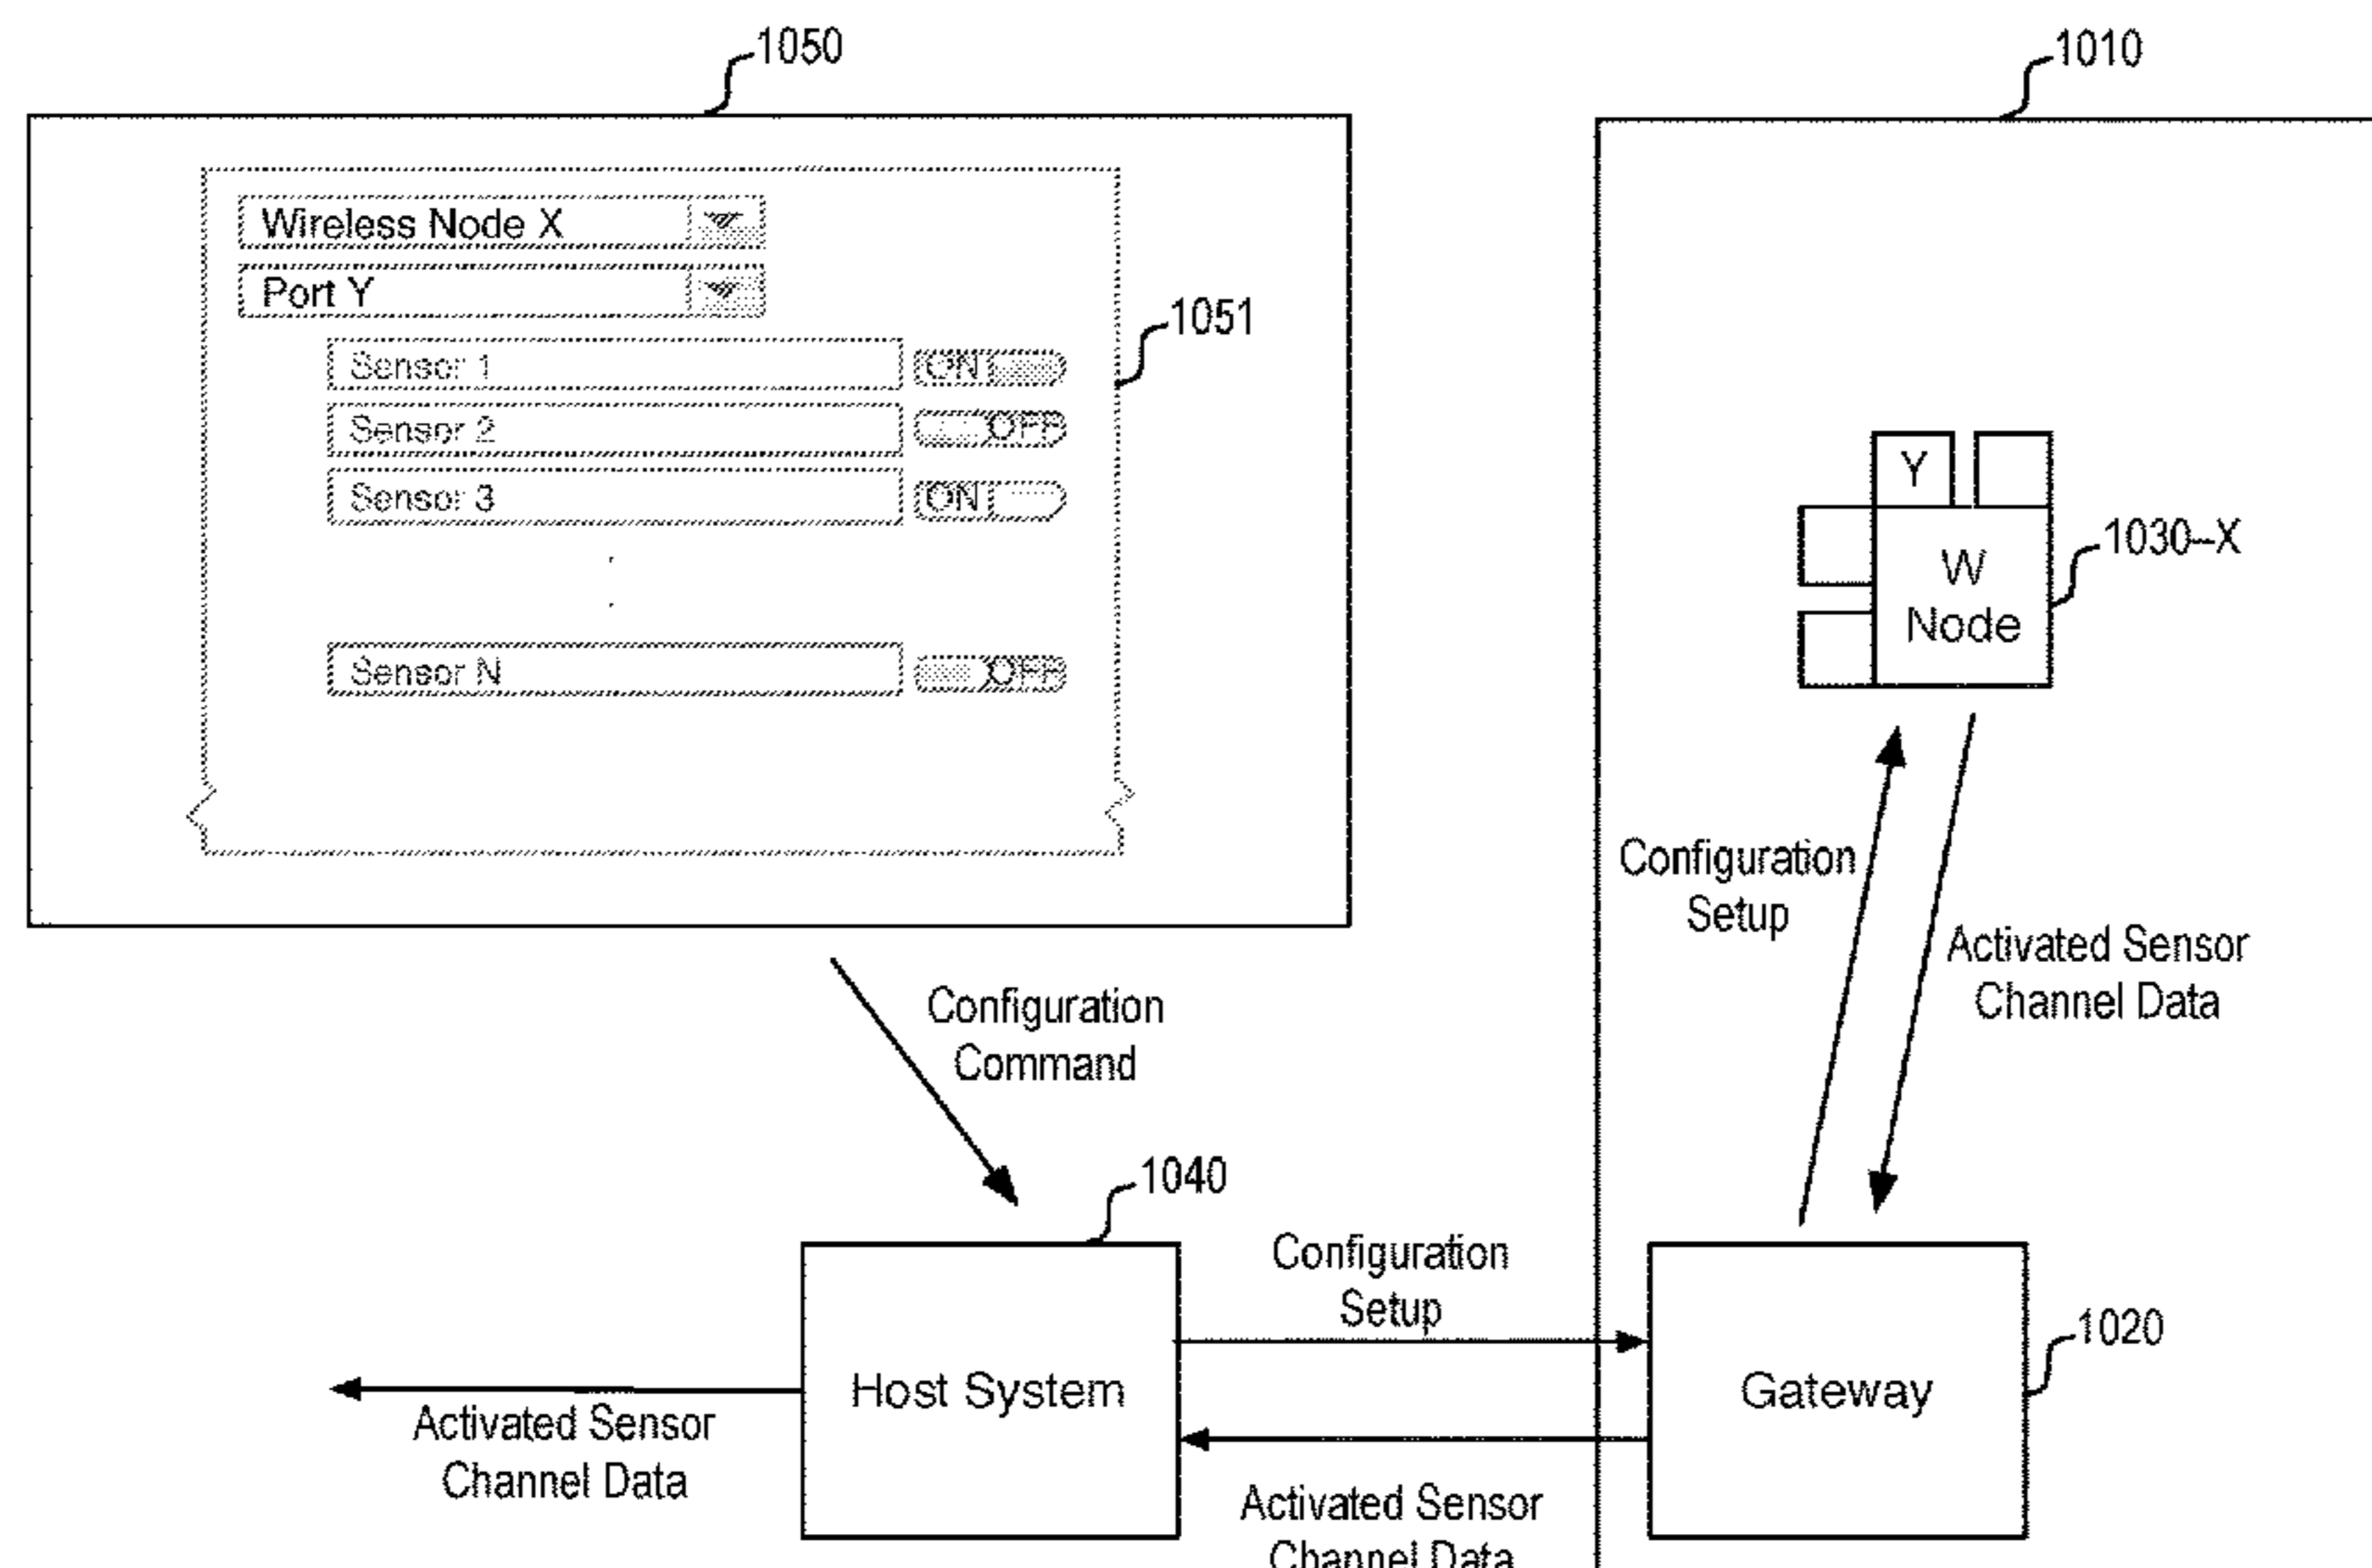 1050
1010
Wireless Node X
Port Y
1051
Sensor 1 ON
Sensor 2 OFF
Sensor 3 ON
Sensor N OFF
Y
W
Node
1030–X
Configuration
Setup
Activated Sensor
Channel Data
Configuration
Command
1040
Host System
Configuration
Setup
Gateway
1020
Activated Sensor
Channel Data
Activated Sensor
Channel Data